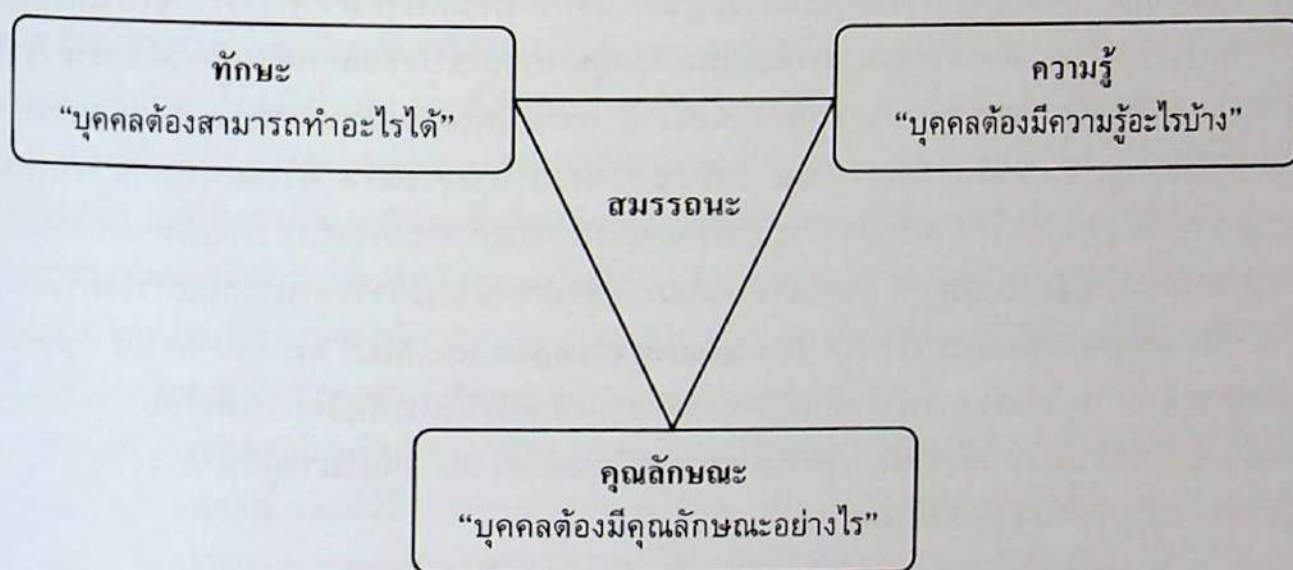 ทักษะ
“บุคคลต้องสามารถทำอะไรได้”
ความรู้
“บุคคลต้องมีความรู้อะไรบ้าง”
สมรรถนะ
คุณลักษณะ
“บุคคลต้องมีคุณลักษณะอย่างไร”